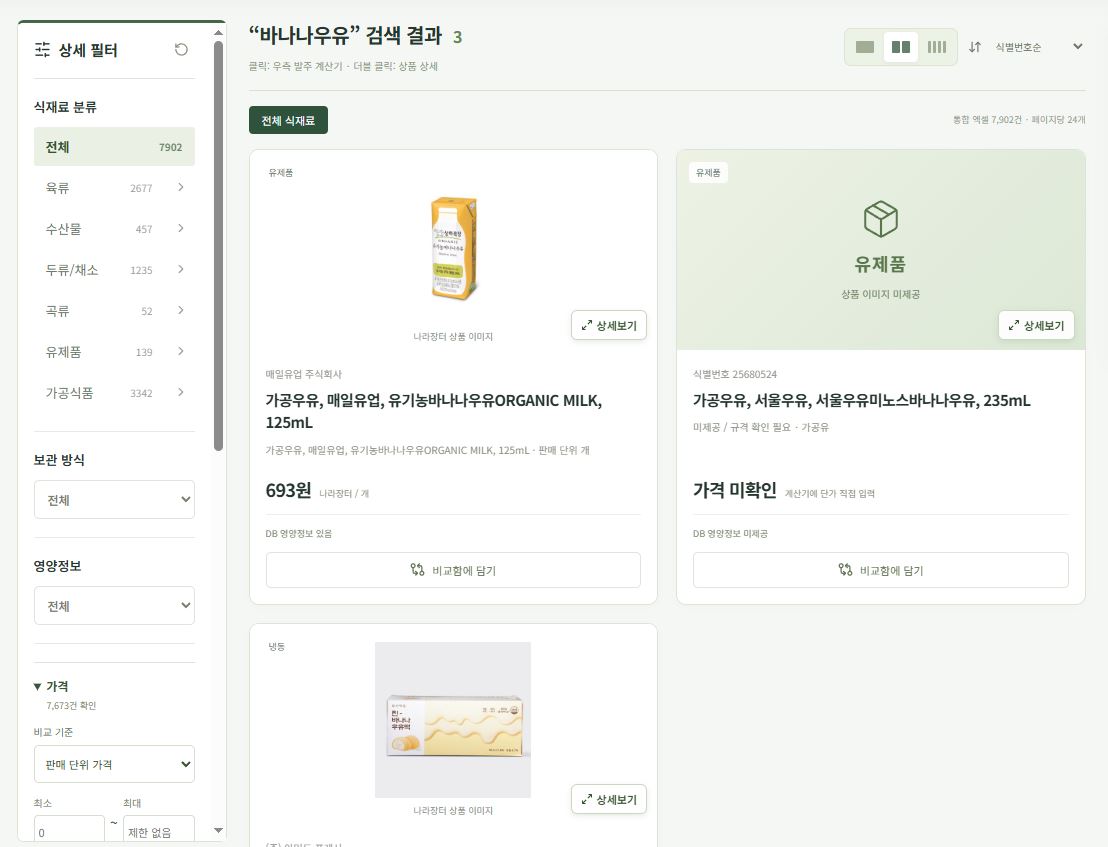 상세 필터
식재료 분류
전체 7902
육류 2677
수산물 457
두류/채소 1235
곡류 52
유제품 139
가공식품 3342
보관 방식
전체
영양정보
전체
▼ 가격
7,673건 확인
비교 기준
판매 단위 가격
최소 최대
0 ~ 제한 없음
“바나나우유” 검색 결과 3
클릭: 우측 발주 계산기 · 더블 클릭: 상품 상세
식별번호순
전체 식재료
통합 엑셀 7,902건 · 페이지당 24개
유제품
ORGANIC
나라장터 상품 이미지
상세보기
매일유업 주식회사
가공우유, 매일유업, 유기농바나나우유ORGANIC MILK,
125mL
가공우유, 매일유업, 유기농바나나우유ORGANIC MILK, 125mL · 판매 단위 개
693원 나라장터 / 개
DB 영양정보 있음
비교함에 담기
유제품
유제품
상품 이미지 미제공
상세보기
식별번호 25680524
가공우유, 서울우유, 서울우유미노스바나나우유, 235mL
미제공 / 규격 확인 필요 · 가공유
가격 미확인 계산기에 단가 직접 입력
DB 영양정보 미제공
비교함에 담기
냉동
나라장터 상품 이미지
상세보기